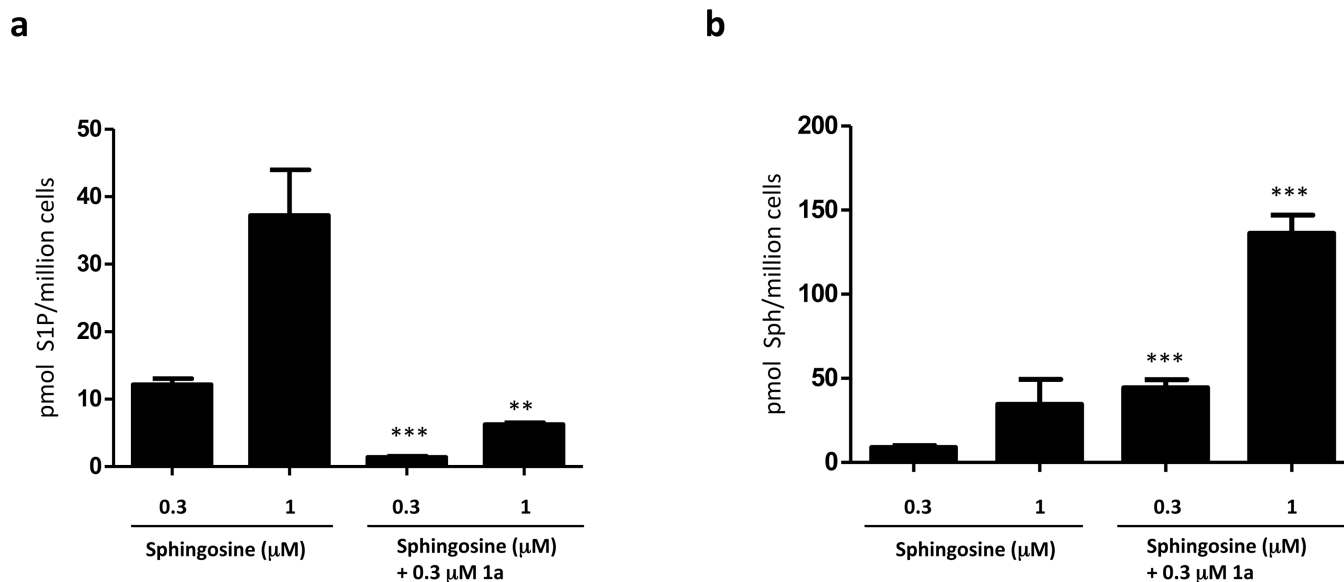 a
pmol S1P/million cells
50
40
30
20
10
0
***
**
0.3 1 0.3 1
Sphingosine (μM)
Sphingosine (μM)
+ 0.3 μM 1a
b
pmol Sph/million cells
200
150
100
50
0
***
***
0.3 1 0.3 1
Sphingosine (μM)
Sphingosine (μM)
+ 0.3 μM 1a